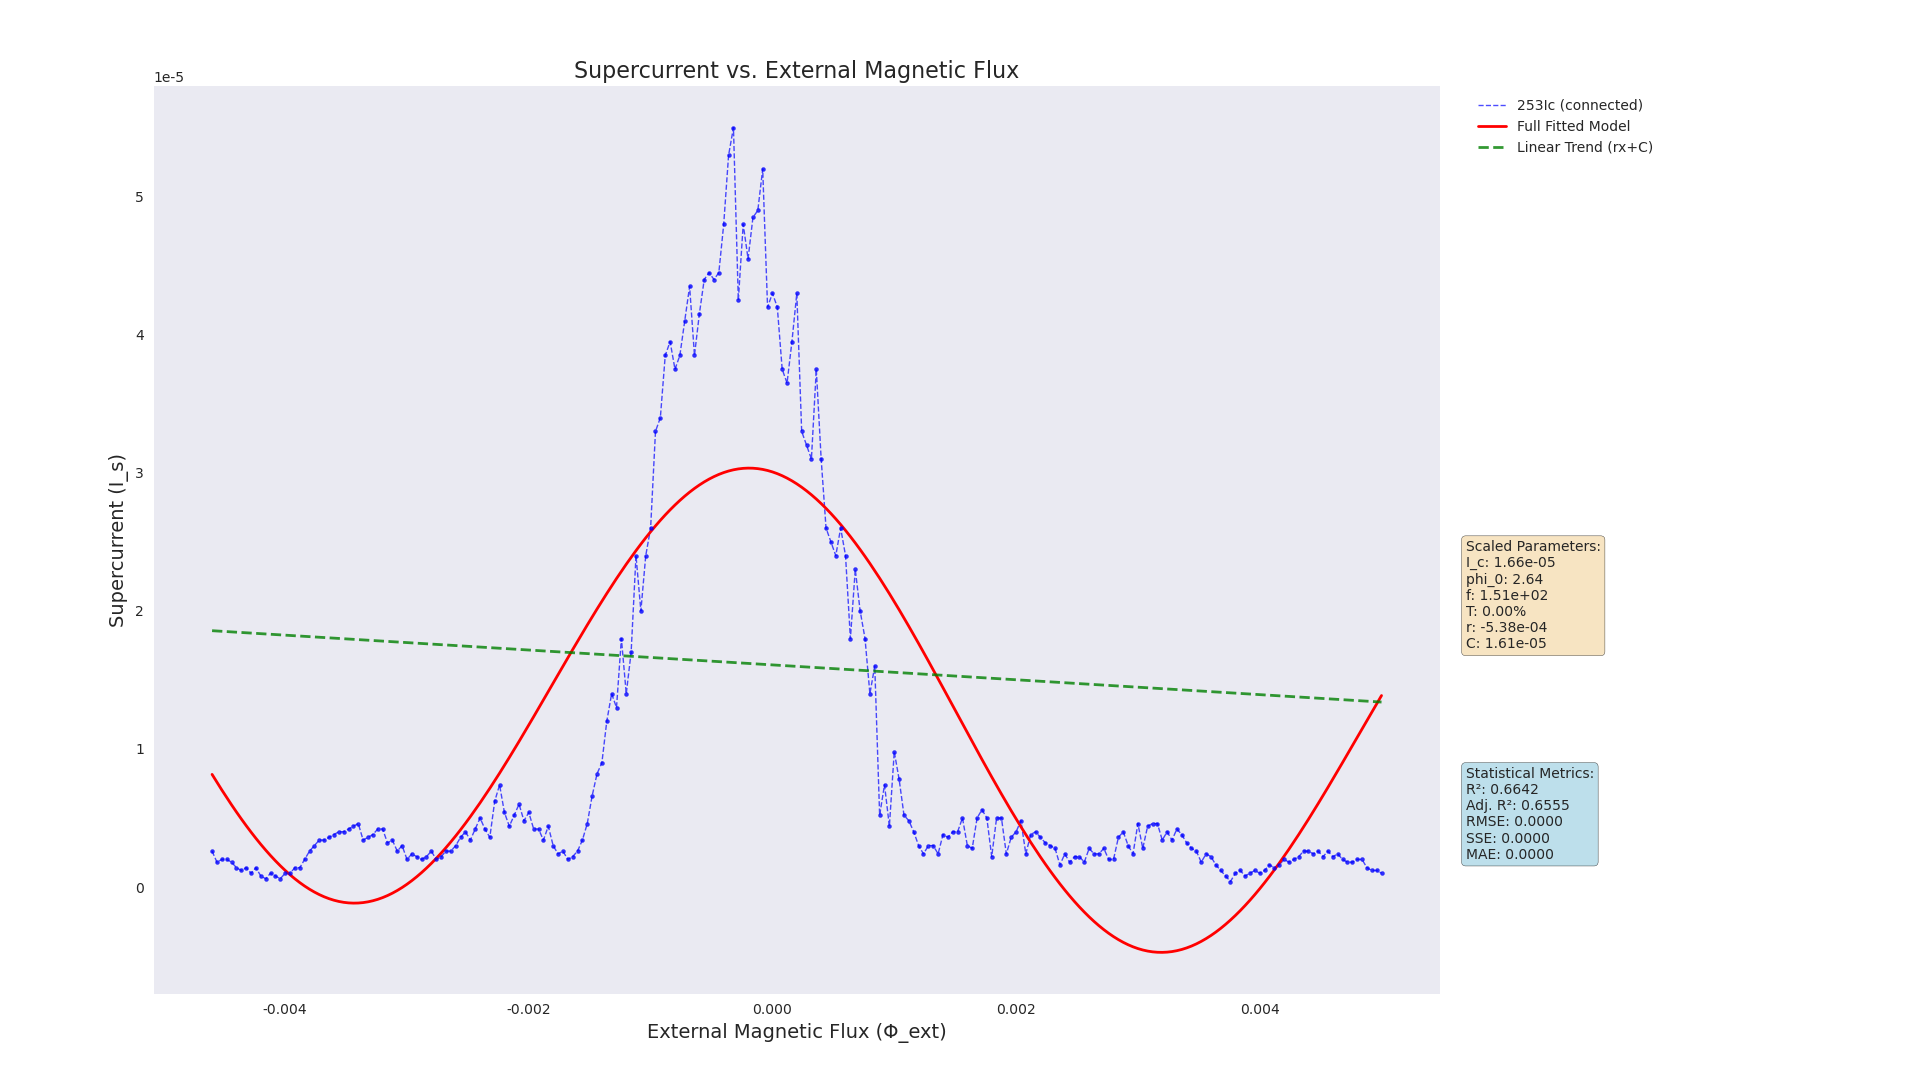 Supercurrent vs. External Magnetic Flux
1e-5
5
4
3
2
1
0
Supercurrent (I_s)
-0.004
-0.002
0.000
0.002
0.004
External Magnetic Flux (Φ_ext)
253Ic (connected)
Full Fitted Model
Linear Trend (rx+C)
Scaled Parameters:
I_c: 1.66e-05
phi_0: 2.64
f: 1.51e+02
T: 0.00%
r: -5.38e-04
C: 1.61e-05
Statistical Metrics:
R²: 0.6642
Adj. R²: 0.6555
RMSE: 0.0000
SSE: 0.0000
MAE: 0.0000